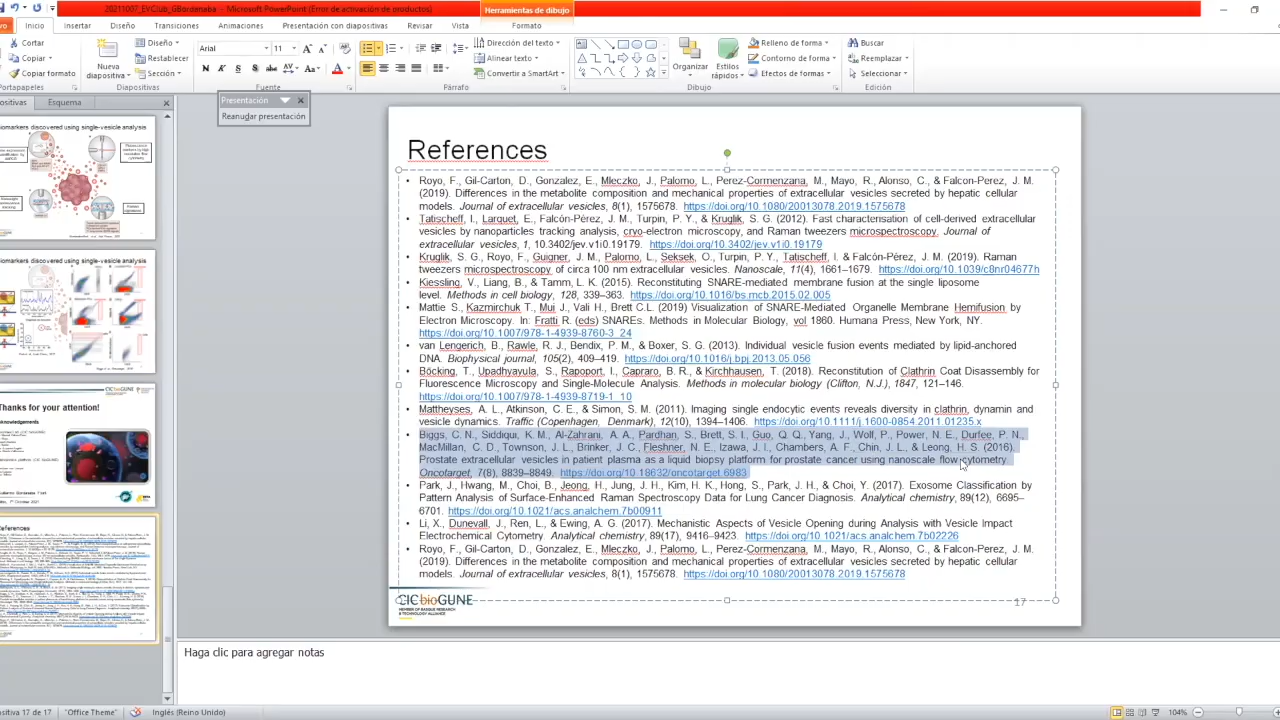 20211007_EVClub_GBordenaba - Microsoft PowerPoint (Error de activación de productos)
Herramientas de dibujo
Inicio Insertar Diseño Transiciones Animaciones Presentación con diapositivas Revisar Vista Formato
Cortar
Copiar
Copiar formato
Portapapeles
Nueva
diapositiva
Diseño
Restablecer
Sección
Diapositivas
Arial 11
Fuente
Párrafo
Dirección del texto
Alinear texto
Convertir a SmartArt
Organizar
Estilos
rápidos
Relleno de forma
Contorno de forma
Efectos de formas
Dibujo
Buscar
Reemplazar
Seleccionar
Edición
Esquema
Presentación
Reanudar presentación
iomarkers discovered using single-vesicle analysis
iomarkers discovered using single-vesicle analysis
Thanks for your attention!
References
References
• Royo, F., Gil-Carton, D., Gonzalez, E., Mleczko, J., Palomo, L., Perez-Cormenzana, M., Mayo, R., Alonso, C., & Falcon-Perez, J. M.
(2019). Differences in the metabolite composition and mechanical properties of extracellular vesicles secreted by hepatic cellular
models. Journal of extracellular vesicles, 8(1), 1575678. https://doi.org/10.1080/20013078.2019.1575678
• Tatischeff, I., Larquet, E., Falcón-Pérez, J. M., Turpin, P. Y., & Kruglik, S. G. (2012). Fast characterisation of cell-derived extracellular
vesicles by nanoparticles tracking analysis, cryo-electron microscopy, and Raman tweezers microspectroscopy. Journal of
extracellular vesicles, 1, 10.3402/jev.v1i0.19179. https://doi.org/10.3402/jev.v1i0.19179
• Kruglik, S. G., Royo, F., Guigner, J. M., Palomo, L., Seksek, O., Turpin, P. Y., Tatischeff, I. & Falcón-Pérez, J. M. (2019). Raman
tweezers microspectroscopy of circa 100 nm extracellular vesicles. Nanoscale, 11(4), 1661–1679. https://doi.org/10.1039/c8nr04677h
• Kiessling, V., Liang, B., & Tamm, L. K. (2015). Reconstituting SNARE-mediated membrane fusion at the single liposome
level. Methods in cell biology, 128, 339–363. https://doi.org/10.1016/bs.mcb.2015.02.005
• Mattie S., Kazmirchuk T., Mui J., Vali H., Brett C.L. (2019) Visualization of SNARE-Mediated Organelle Membrane Hemifusion by
Electron Microscopy. In: Fratti R. (eds) SNAREs. Methods in Molecular Biology, vol 1860. Humana Press, New York, NY.
https://doi.org/10.1007/978-1-4939-8760-3_24
• van Lengerich, B., Rawle, R. J., Bendix, P. M., & Boxer, S. G. (2013). Individual vesicle fusion events mediated by lipid-anchored
DNA. Biophysical journal, 105(2), 409–419. https://doi.org/10.1016/j.bpj.2013.05.056
• Böcking, T., Upadhyayula, S., Rapoport, I., Capraro, B. R., & Kirchhausen, T. (2018). Reconstitution of Clathrin Coat Disassembly for
Fluorescence Microscopy and Single-Molecule Analysis. Methods in molecular biology (Clifton, N.J.), 1847, 121–146.
https://doi.org/10.1007/978-1-4939-8719-1_10
• Mattheyses, A. L., Atkinson, C. E., & Simon, S. M. (2011). Imaging single endocytic events reveals diversity in clathrin, dynamin and
vesicle dynamics. Traffic (Copenhagen, Denmark), 12(10), 1394–1406. https://doi.org/10.1111/j.1600-0854.2011.01235.x
• Biggs, C. N., Siddiqui, K. M., Al-Zahrani, A. A., Pardhan, S., Brett, S. I., Guo, Q. Q., Yang, J., Wolf, P., Power, N. E., Durfee, P. N.,
MacMillan, C. D., Townson, J. L., Brinker, J. C., Fleshner, N. E., Izawa, J. I., Chambers, A. F., Chin, J. L., & Leong, H. S. (2016).
Prostate extracellular vesicles in patient plasma as a liquid biopsy platform for prostate cancer using nanoscale flow cytometry.
Oncotarget, 7(8), 8839–8849. https://doi.org/10.18632/oncotarget.6983
• Park, J., Hwang, M., Choi, B., Jeong, H., Jung, J. H., Kim, H. K., Hong, S., Park, J. H., & Choi, Y. (2017). Exosome Classification by
Pattern Analysis of Surface-Enhanced Raman Spectroscopy Data for Lung Cancer Diagnosis. Analytical chemistry, 89(12), 6695–
6701. https://doi.org/10.1021/acs.analchem.7b00911
• Li, X., Dunevall, J., Ren, L., & Ewing, A. G. (2017). Mechanistic Aspects of Vesicle Opening during Analysis with Vesicle Impact
Electrochemical Cytometry. Analytical chemistry, 89(17), 9416–9423. https://doi.org/10.1021/acs.analchem.7b02226
• Royo, F., Gil-Carton, D., Gonzalez, E., Mleczko, J., Palomo, L., Perez-Cormenzana, M., Mayo, R., Alonso, C., & Falcon-Perez, J. M.
(2019). Differences in the metabolite composition and mechanical properties of extracellular vesicles secreted by hepatic cellular
models. Journal of extracellular vesicles, 8(1), 1575678. https://doi.org/10.1080/20013078.2019.1575678
CIC bioGUNE
MEMBER OF BASQUE RESEARCH
& TECHNOLOGY ALLIANCE
17
Haga clic para agregar notas
sitiva 17 de 17 "Office Theme" Inglés (Reino Unido) 104%